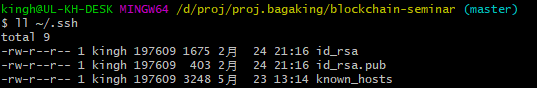 kingh@UL-KH-DESK MINGW64 /d/proj/proj.bagaking/blockchain-seminar (master)
$ ll ~/.ssh
total 9
-rw-r--r-- 1 kingh 197609 1675 2月 24 21:16 id_rsa
-rw-r--r-- 1 kingh 197609 403 2月 24 21:16 id_rsa.pub
-rw-r--r-- 1 kingh 197609 3248 5月 23 13:14 known_hosts